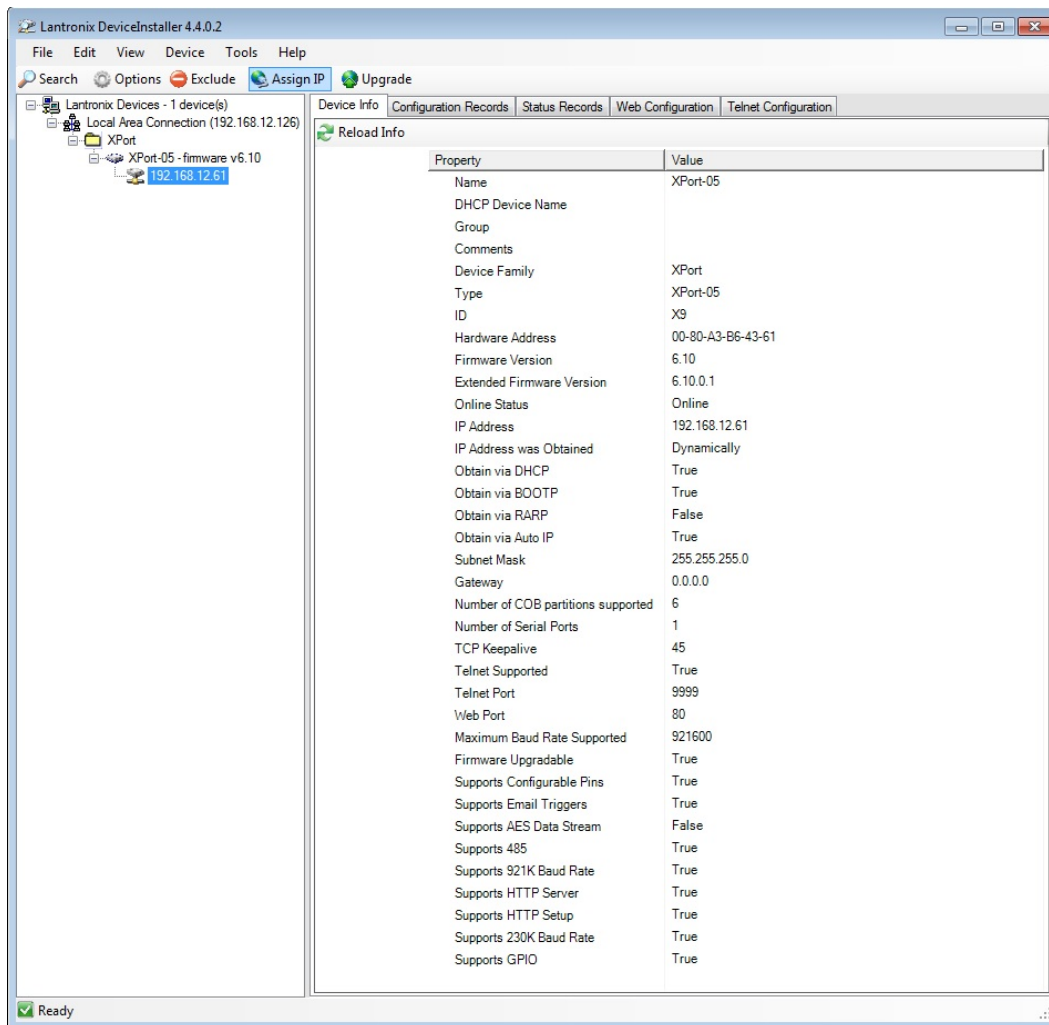 Lantronix DeviceInstaller 4.4.0.2
File Edit View Device Tools Help
Search Options Exclude Assign IP Upgrade
Lantronix Devices - 1 device(s)
Local Area Connection (192.168.12.126)
XPort
XPort-05 - firmware v6.10
192.168.12.61
Device Info Configuration Records Status Records Web Configuration Telnet Configuration
Reload Info
Property Value
Name XPort-05
DHCP Device Name
Group
Comments
Device Family XPort
Type XPort-05
ID X9
Hardware Address 00-80-A3-B6-43-61
Firmware Version 6.10
Extended Firmware Version 6.10.0.1
Online Status Online
IP Address 192.168.12.61
IP Address was Obtained Dynamically
Obtain via DHCP True
Obtain via BOOTP True
Obtain via RARP False
Obtain via Auto IP True
Subnet Mask 255.255.255.0
Gateway 0.0.0.0
Number of COB partitions supported 6
Number of Serial Ports 1
TCP Keepalive 45
Telnet Supported True
Telnet Port 9999
Web Port 80
Maximum Baud Rate Supported 921600
Firmware Upgradable True
Supports Configurable Pins True
Supports Email Triggers True
Supports AES Data Stream False
Supports 485 True
Supports 921K Baud Rate True
Supports HTTP Server True
Supports HTTP Setup True
Supports 230K Baud Rate True
Supports GPIO True
Ready